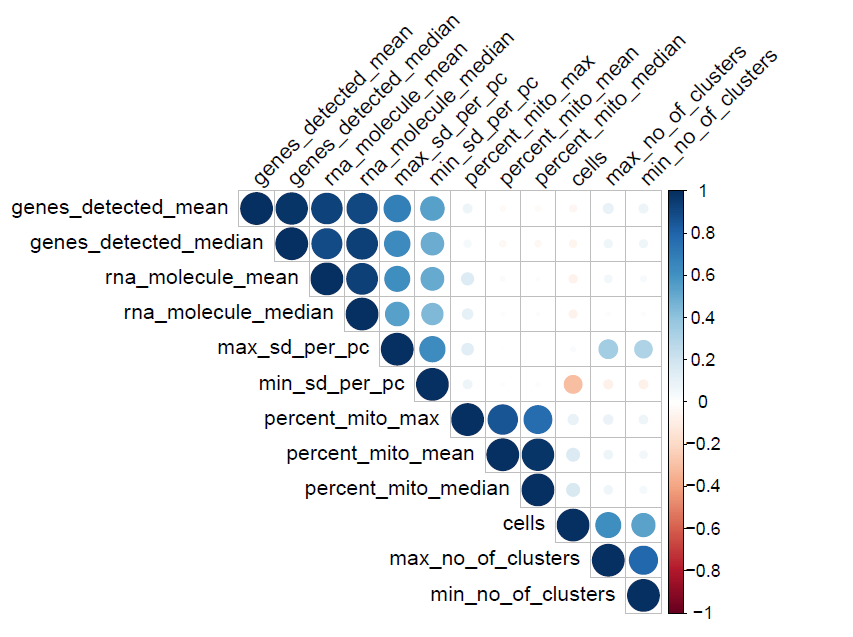 genes_detected_mean
genes_detected_median
rna_molecule_mean
rna_molecule_median
max_sd_per_pc
min_sd_per_pc
percent_mito_max
percent_mito_mean
percent_mito_median
cells
max_no_of_clusters
min_no_of_clusters
genes_detected_mean
genes_detected_median
rna_molecule_mean
rna_molecule_median
max_sd_per_pc
min_sd_per_pc
percent_mito_max
percent_mito_mean
percent_mito_median
cells
max_no_of_clusters
min_no_of_clusters
1
0.8
0.6
0.4
0.2
0
−0.2
−0.4
−0.6
−0.8
−1